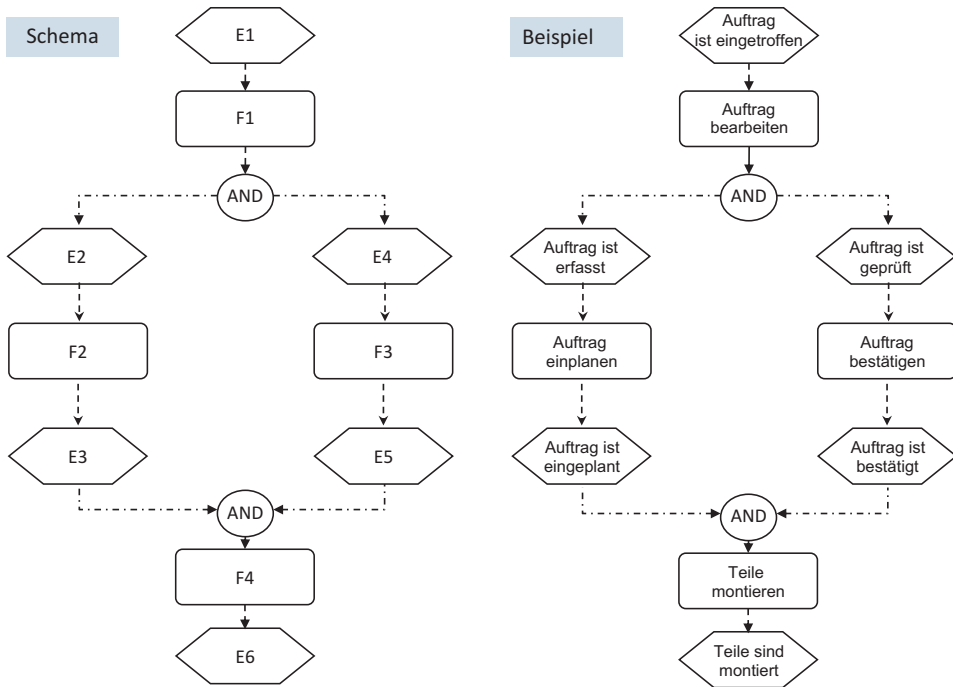 Schema
E1
F1
AND
E2
E4
F2
F3
E3
E5
AND
F4
E6
Beispiel
Auftrag
ist eingetroffen
Auftrag
bearbeiten
AND
Auftrag ist
erfasst
Auftrag ist
geprüft
Auftrag
einplanen
Auftrag
bestätigen
Auftrag ist
eingeplant
Auftrag ist
bestätigt
AND
Teile
montieren
Teile sind
montiert